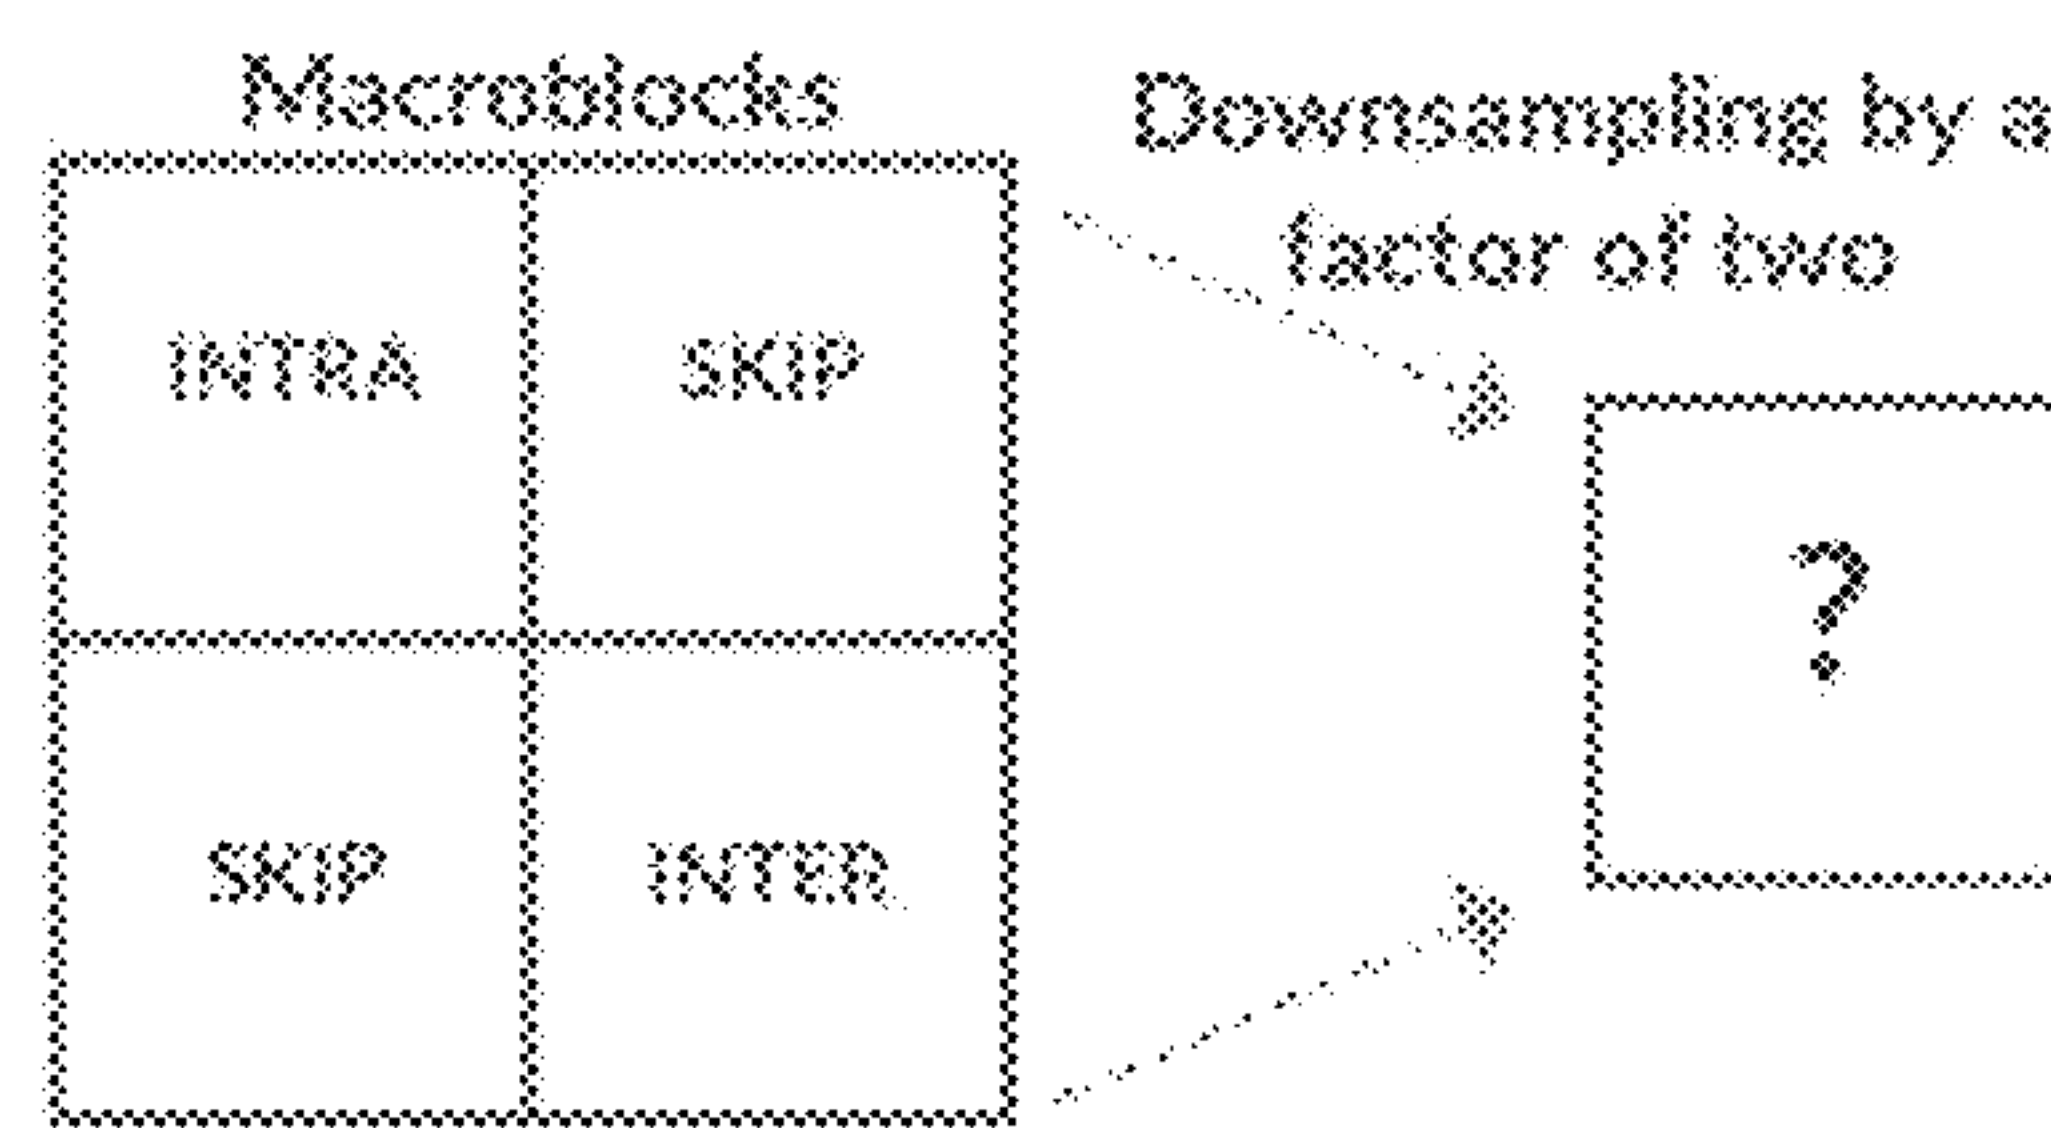 Macroblocks
Downsampling by a
factor of two
INTRA
SKIP
?
SKIP
INTER